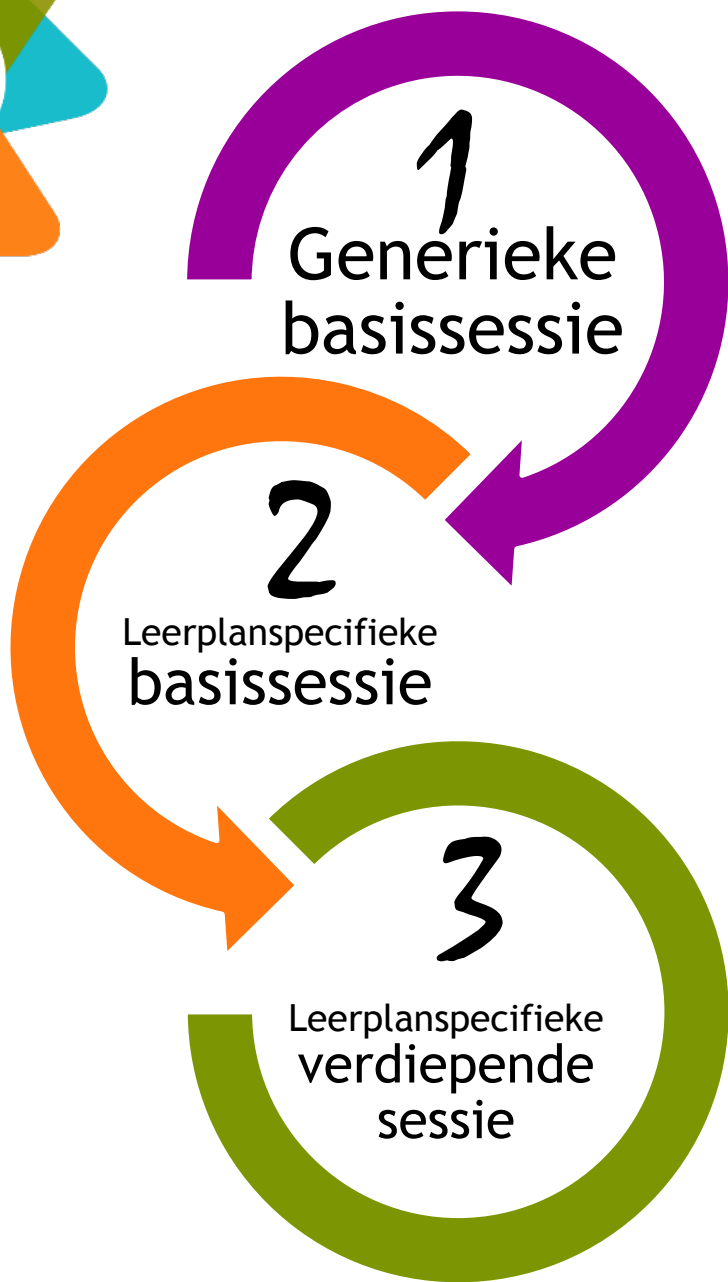 1
Generieke
basissessie
2
Leerplanspecifieke
basissessie
3
Leerplanspecifieke
verdiepende
sessie